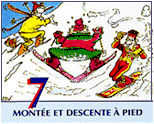 7
MONTÉE ET DESCENTE À PIED